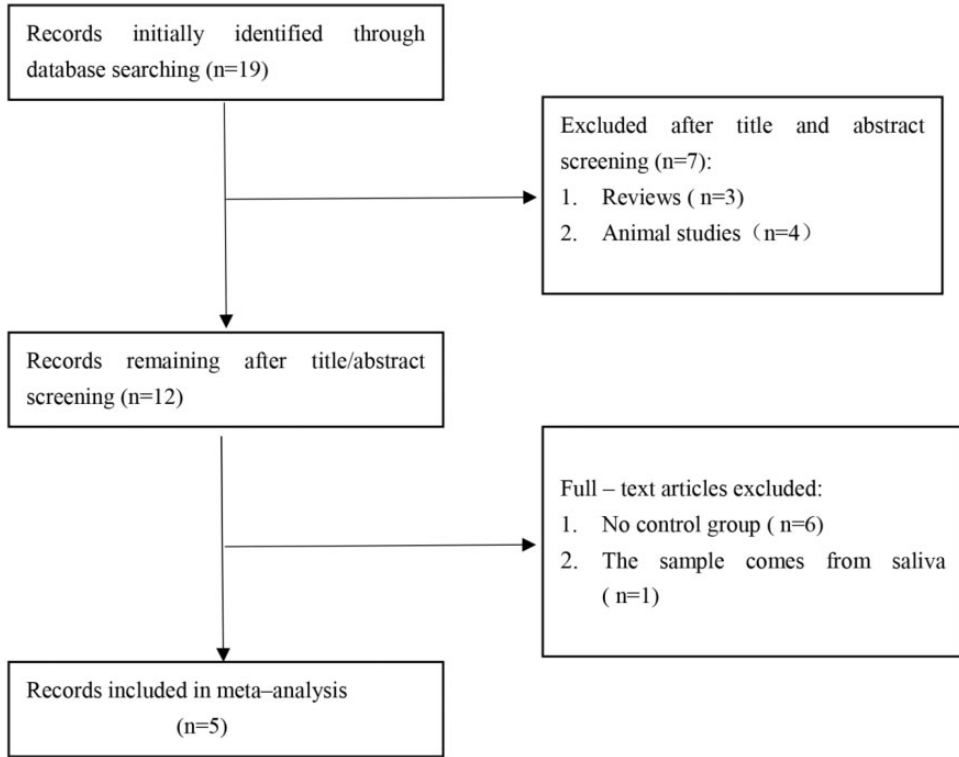 Records initially identified through
database searching (n=19)
Excluded after title and abstract
screening (n=7):
1. Reviews ( n=3)
2. Animal studies（n=4）
Records remaining after title/abstract
screening (n=12)
Full – text articles excluded:
1. No control group ( n=6)
2. The sample comes from saliva
( n=1)
Records included in meta–analysis
(n=5)